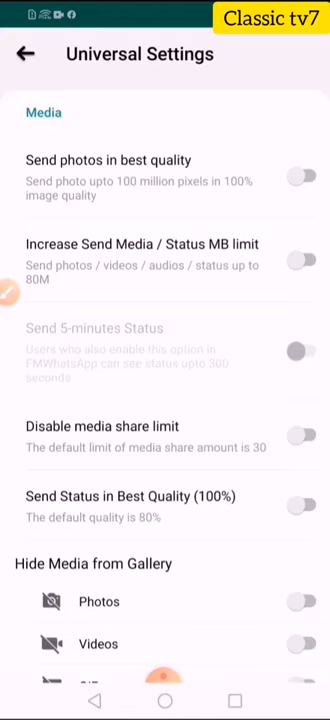 Classic tv7
Universal Settings
Media
Send photos in best quality
Send photo upto 100 million pixels in 100%
image quality
Increase Send Media / Status MB limit
Send photos / videos / audios / status up to
80M
Send 5-minutes Status
Users who also enable this option in
FMWhatsApp can see status upto 300
seconds
Disable media share limit
The default limit of media share amount is 30
Send Status in Best Quality (100%)
The default quality is 80%
Hide Media from Gallery
Photos
Videos